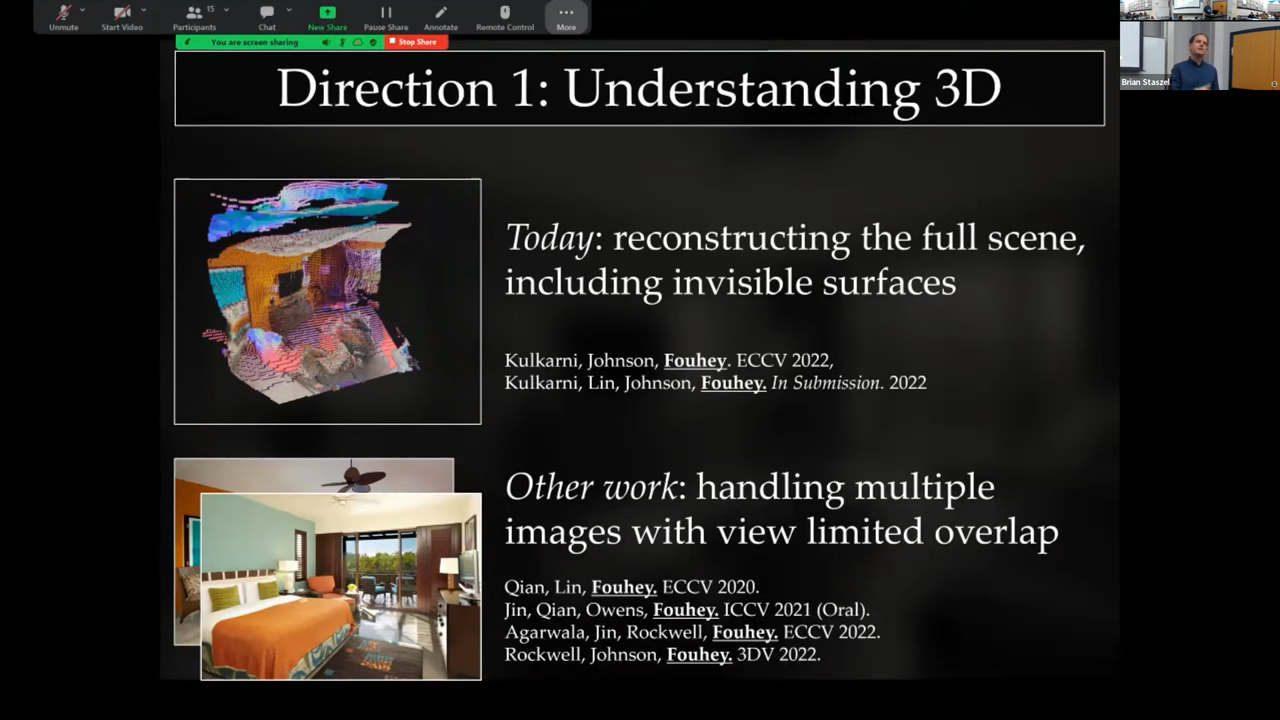 Unmute
Start Video
15
Participants
Chat
New Share
Pause Share
Annotate
Remote Control
More
You are screen sharing
Stop Share
Brian Staszel
Direction 1: Understanding 3D
Today: reconstructing the full scene,
including invisible surfaces
Kulkarni, Johnson, Fouhey. ECCV 2022,
Kulkarni, Lin, Johnson, Fouhey. In Submission. 2022
Other work: handling multiple
images with view limited overlap
Qian, Lin, Fouhey. ECCV 2020.
Jin, Qian, Owens, Fouhey. ICCV 2021 (Oral).
Agarwala, Jin, Rockwell, Fouhey. ECCV 2022.
Rockwell, Johnson, Fouhey. 3DV 2022.